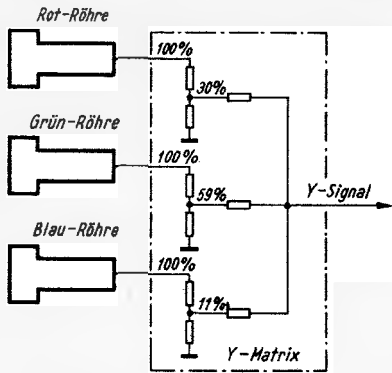 Rot-Röhre
100%
30%
Grün-Röhre
100%
59%
Y-Signal
Blau-Röhre
100%
11%
Y-Matrix